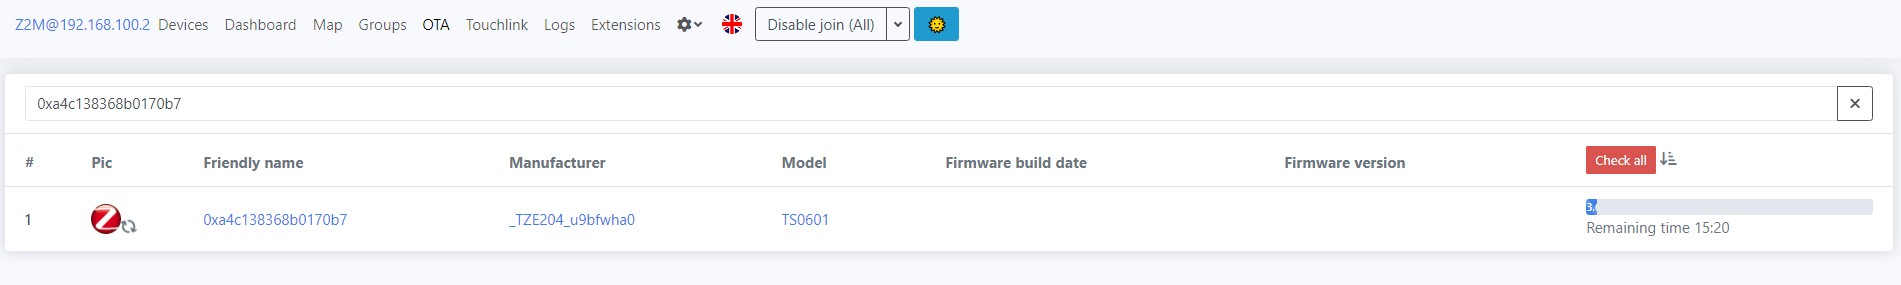 Z2M@192.168.100.2 Devices Dashboard Map Groups OTA Touchlink Logs Extensions Disable join (All)
0xa4c138368b0170b7
# Pic Friendly name Manufacturer Model Firmware build date Firmware version Check all
1 Z 0xa4c138368b0170b7 _TZE204_u9bfwha0 TS0601
Remaining time 15:20